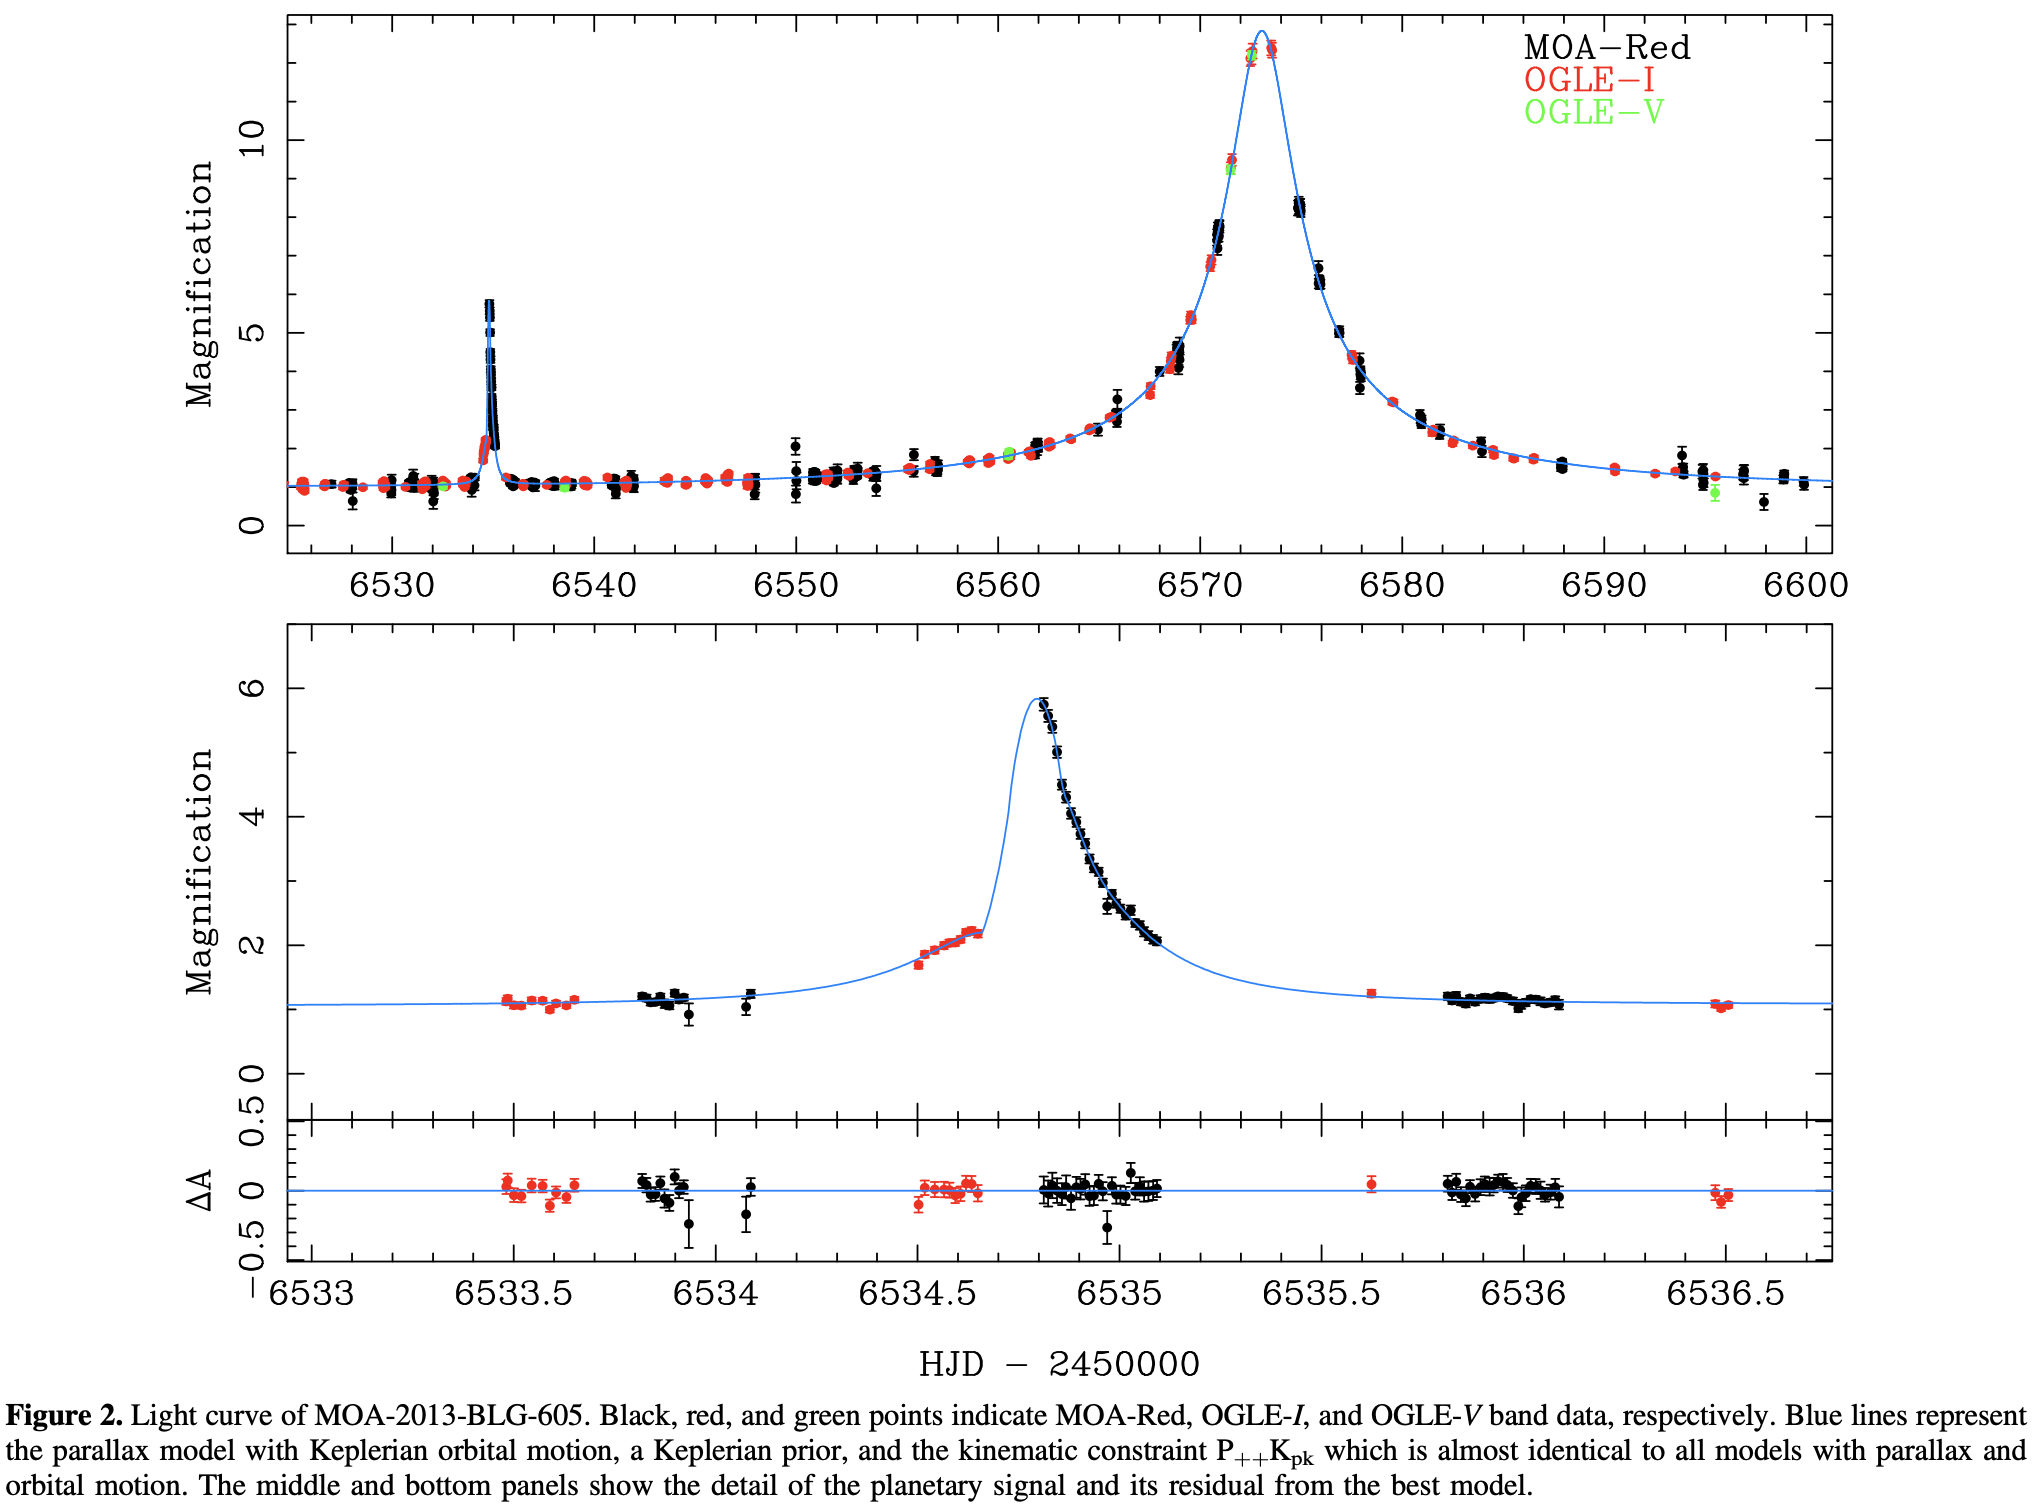 MOA-Red
OGLE-I
OGLE-V
Magnification
10
5
0
6530 6540 6550 6560 6570 6580 6590 6600
Magnification
6
4
2
0
ΔA
0.5
0
-0.5
6533 6533.5 6534 6534.5 6535 6535.5 6536 6536.5
HJD - 2450000
Figure 2. Light curve of MOA-2013-BLG-605. Black, red, and green points indicate MOA-Red, OGLE-I, and OGLE-V band data, respectively. Blue lines represent
the parallax model with Keplerian orbital motion, a Keplerian prior, and the kinematic constraint P++Kpk which is almost identical to all models with parallax and
orbital motion. The middle and bottom panels show the detail of the planetary signal and its residual from the best model.